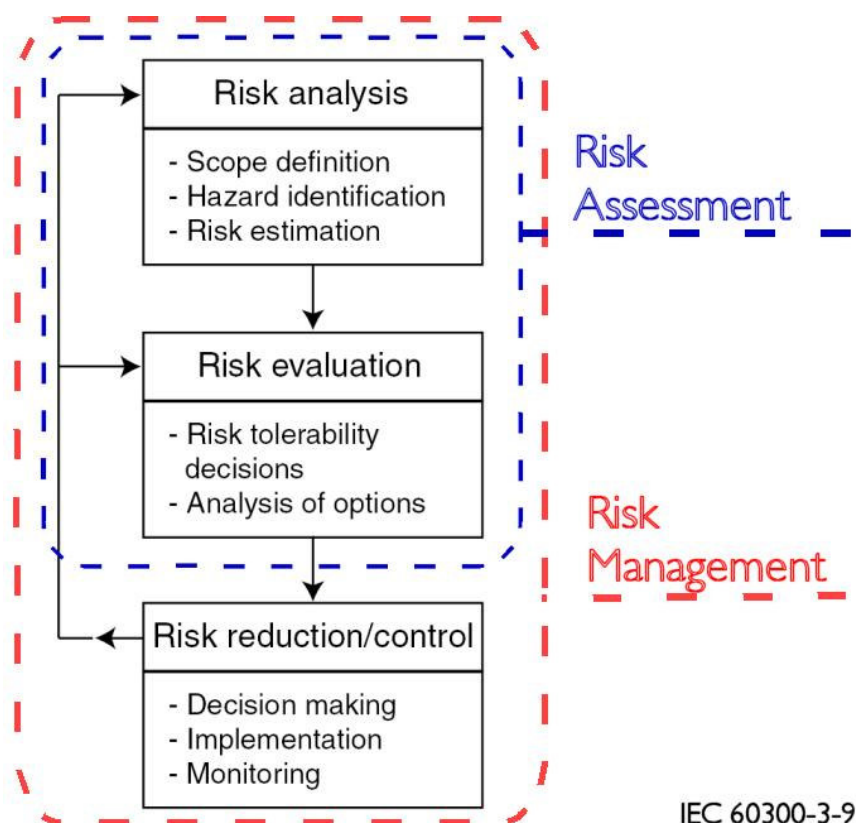 Risk analysis
- Scope definition
- Hazard identification
- Risk estimation
Risk
Assessment
Risk evaluation
- Risk tolerability
decisions
- Analysis of options
Risk
Management
Risk reduction/control
- Decision making
- Implementation
- Monitoring
IEC 60300-3-9